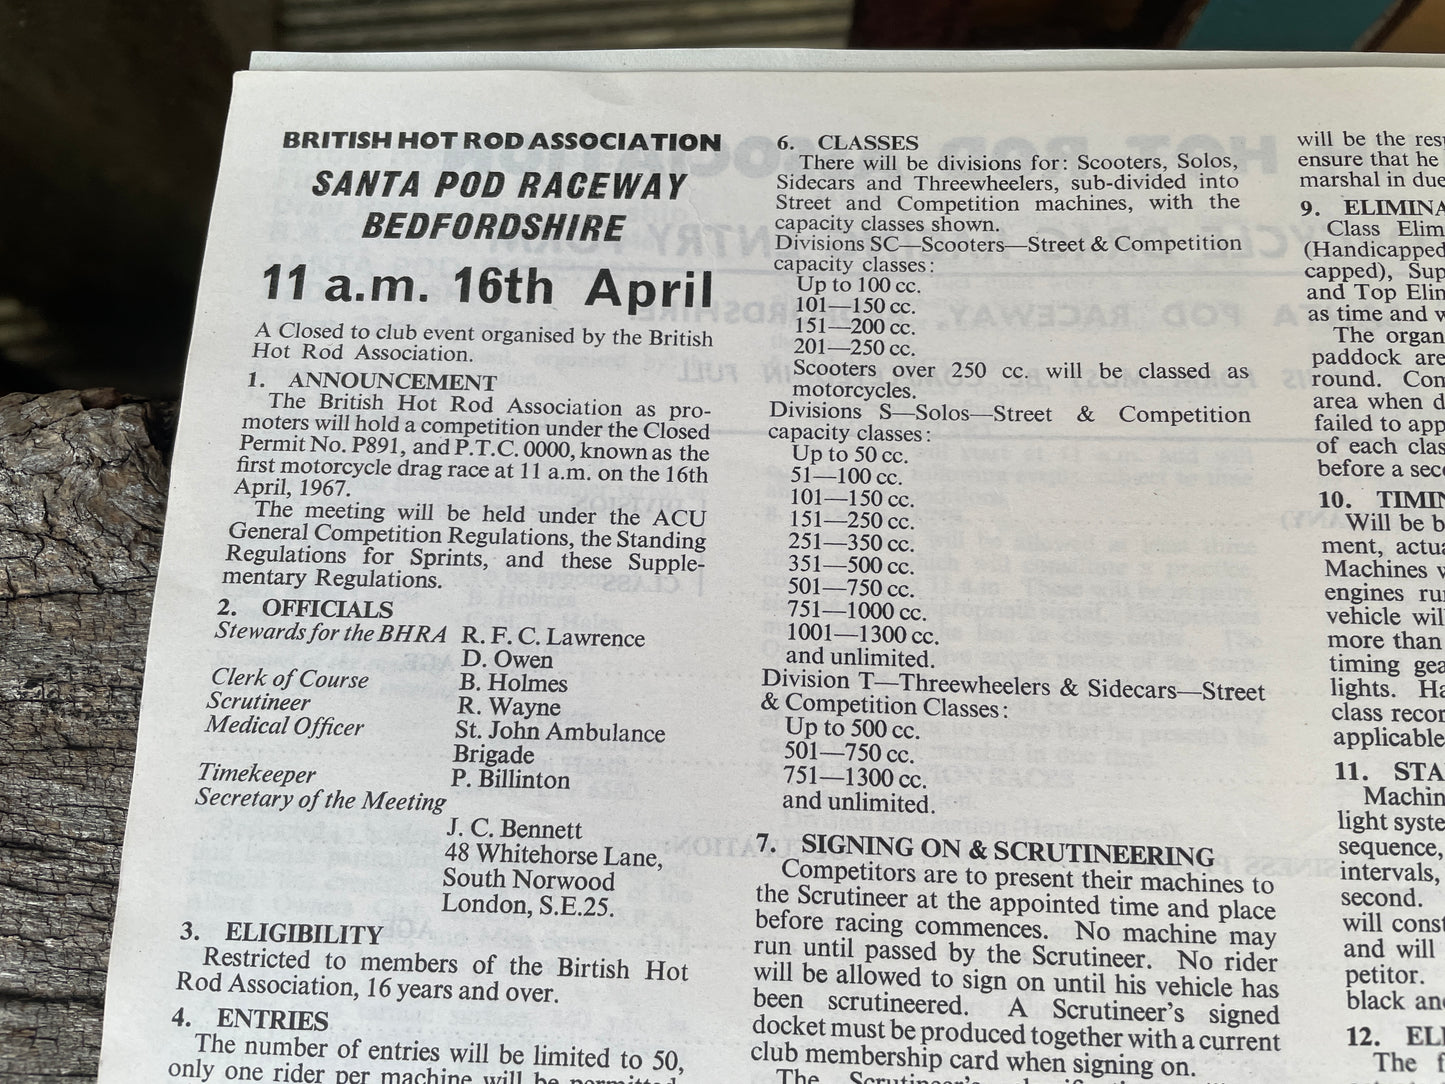 BRITISH HOT ROD ASSOCIATION
SANTA POD RACEWAY
BEDFORDSHIRE
11 a.m. 16th April
A Closed to club event organised by the British
Hot Rod Association.
1. ANNOUNCEMENT
The British Hot Rod Association as pro-
moters will hold a competition under the Closed
Permit No. P891, and P.T.C. 0000, known as the
first motorcycle drag race at 11 a.m. on the 16th
April, 1967.
The meeting will be held under the ACU
General Competition Regulations, the Standing
Regulations for Sprints, and these Supple-
mentary Regulations.
2. OFFICIALS
Stewards for the BHRA R. F. C. Lawrence
D. Owen
Clerk of Course B. Holmes
Scrutineer R. Wayne
Medical Officer St. John Ambulance
Brigade
Timekeeper P. Billinton
Secretary of the Meeting
J. C. Bennett
48 Whitehorse Lane,
South Norwood
London, S.E.25.
3. ELIGIBILITY
Restricted to members of the Birtish Hot
Rod Association, 16 years and over.
4. ENTRIES
The number of entries will be limited to 50,
only one rider per machine will be permitted
6. CLASSES
There will be divisions for: Scooters, Solos,
Sidecars and Threewheelers, sub-divided into
Street and Competition machines, with the
capacity classes shown.
Divisions SC—Scooters—Street & Competition
capacity classes:
Up to 100 cc.
101—150 cc.
151—200 cc.
201—250 cc.
Scooters over 250 cc. will be classed as
motorcycles.
Divisions S—Solos—Street & Competition
capacity classes:
Up to 50 cc.
51—100 cc.
101—150 cc.
151—250 cc.
251—350 cc.
351—500 cc.
501—750 cc.
751—1000 cc.
1001—1300 cc.
and unlimited.
Division T—Threewheelers & Sidecars—Street
& Competition Classes:
Up to 500 cc.
501—750 cc.
751—1300 cc.
and unlimited.
7. SIGNING ON & SCRUTINEERING
Competitors are to present their machines to
the Scrutineer at the appointed time and place
before racing commences. No machine may
run until passed by the Scrutineer. No rider
will be allowed to sign on until his vehicle has
been scrutineered. A Scrutineer's signed
docket must be produced together with a current
club membership card when signing on.
The Scrutineer's
will be the res
ensure that he
marshal in due
9. ELIMINA
Class Elim
(Handicapped
capped), Sup
and Top Elim
as time and w
The organ
paddock are
round. Con
area when d
failed to app
of each clas
before a seco
10. TIMIN
Will be b
ment, actua
Machines w
engines ru
vehicle wil
more than
timing gea
lights. Ha
class recor
applicable
11. STA
Machin
light syste
sequence,
intervals,
second.
will const
and will
petitor.
black an
12. EL
The f